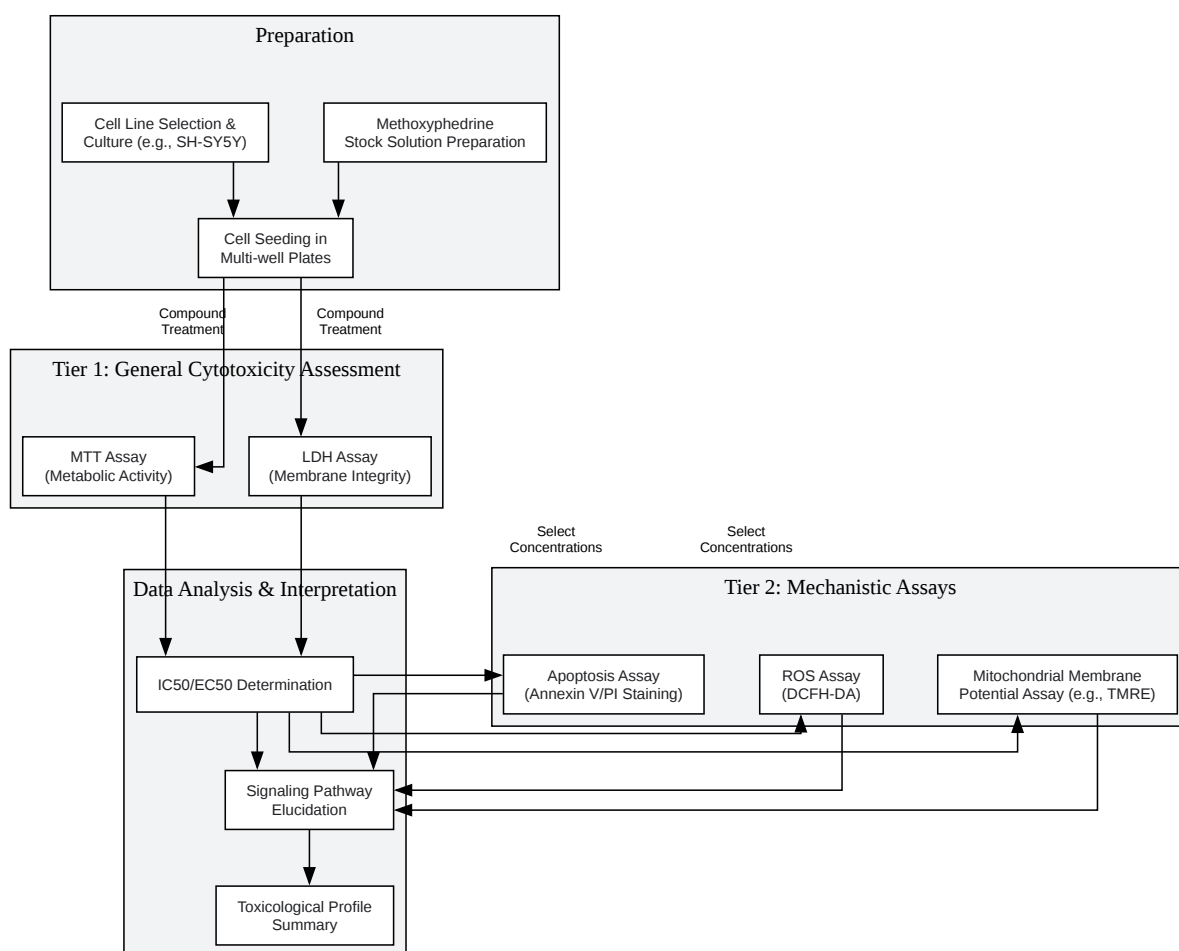 Preparation
Cell Line Selection &
Culture (e.g., SH-SY5Y)
Methoxyphedrine
Stock Solution Preparation
Cell Seeding in
Multi-well Plates
Compound
Treatment
Compound
Treatment
Tier 1: General Cytotoxicity Assessment
MTT Assay
(Metabolic Activity)
LDH Assay
(Membrane Integrity)
Select
Concentrations
Select
Concentrations
Data Analysis & Interpretation
Tier 2: Mechanistic Assays
IC50/EC50 Determination
Apoptosis Assay
(Annexin V/PI Staining)
ROS Assay
(DCFH-DA)
Mitochondrial Membrane
Potential Assay (e.g., TMRE)
Signaling Pathway
Elucidation
Toxicological Profile
Summary